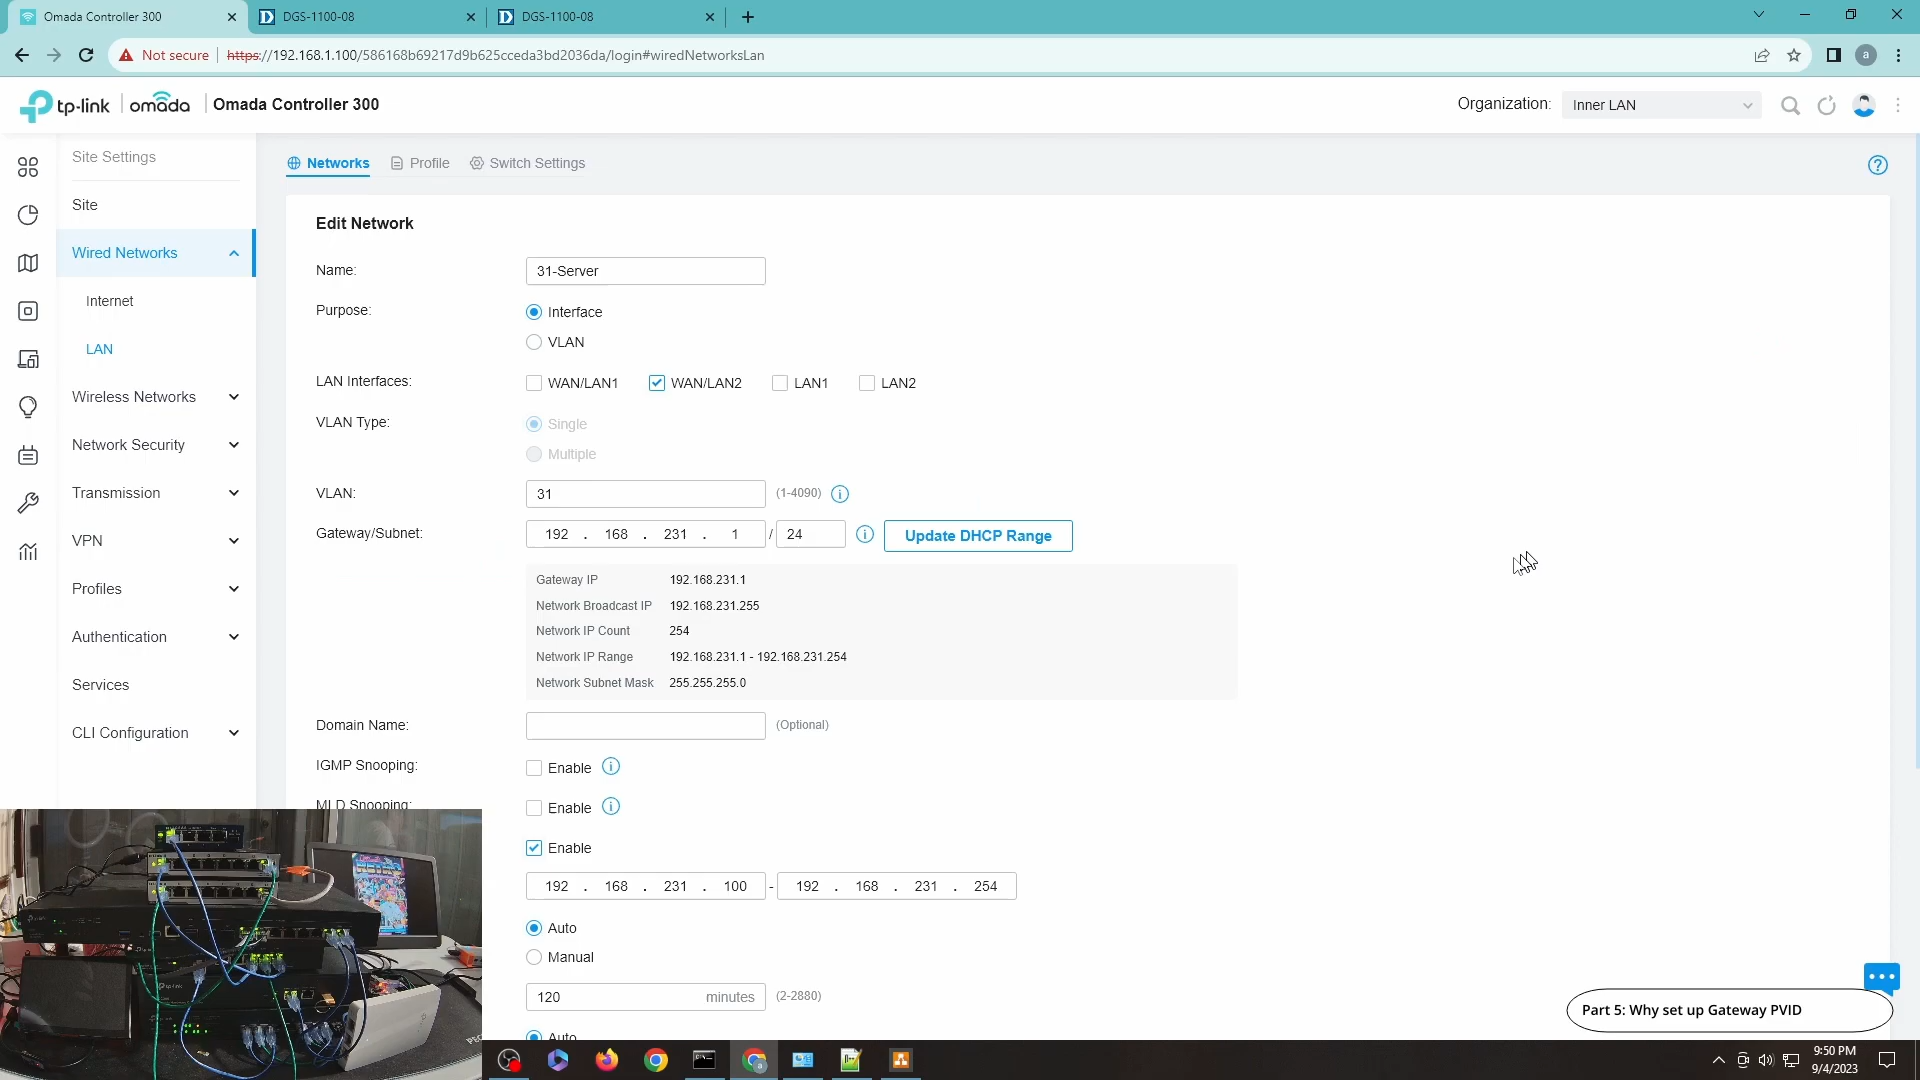 Omada Controller 300
DGS-1100-08
DGS-1100-08
Not secure
https://192.168.1.100/586168b69217d9b625cceda3bd2036da/login#wiredNetworksLan
a
tp-link
omada
Omada Controller 300
Organization:
Inner LAN
Site Settings
Site
Wired Networks
Internet
LAN
Wireless Networks
Network Security
Transmission
VPN
Profiles
Authentication
Services
CLI Configuration
Networks
Profile
Switch Settings
Edit Network
Name:
31-Server
Purpose:
Interface
VLAN
LAN Interfaces:
WAN/LAN1
WAN/LAN2
LAN1
LAN2
VLAN Type:
Single
Multiple
VLAN:
31
(1-4090)
Gateway/Subnet:
192 . 168 . 231 . 1 / 24
Update DHCP Range
Gateway IP 192.168.231.1
Network Broadcast IP 192.168.231.255
Network IP Count 254
Network IP Range 192.168.231.1 - 192.168.231.254
Network Subnet Mask 255.255.255.0
Domain Name:
(Optional)
IGMP Snooping:
Enable
MLD Snooping:
Enable
Enable
192 . 168 . 231 . 100 - 192 . 168 . 231 . 254
Auto
Manual
120 minutes (2-2880)
Auto
Part 5: Why set up Gateway PVID
9:50 PM
9/4/2023